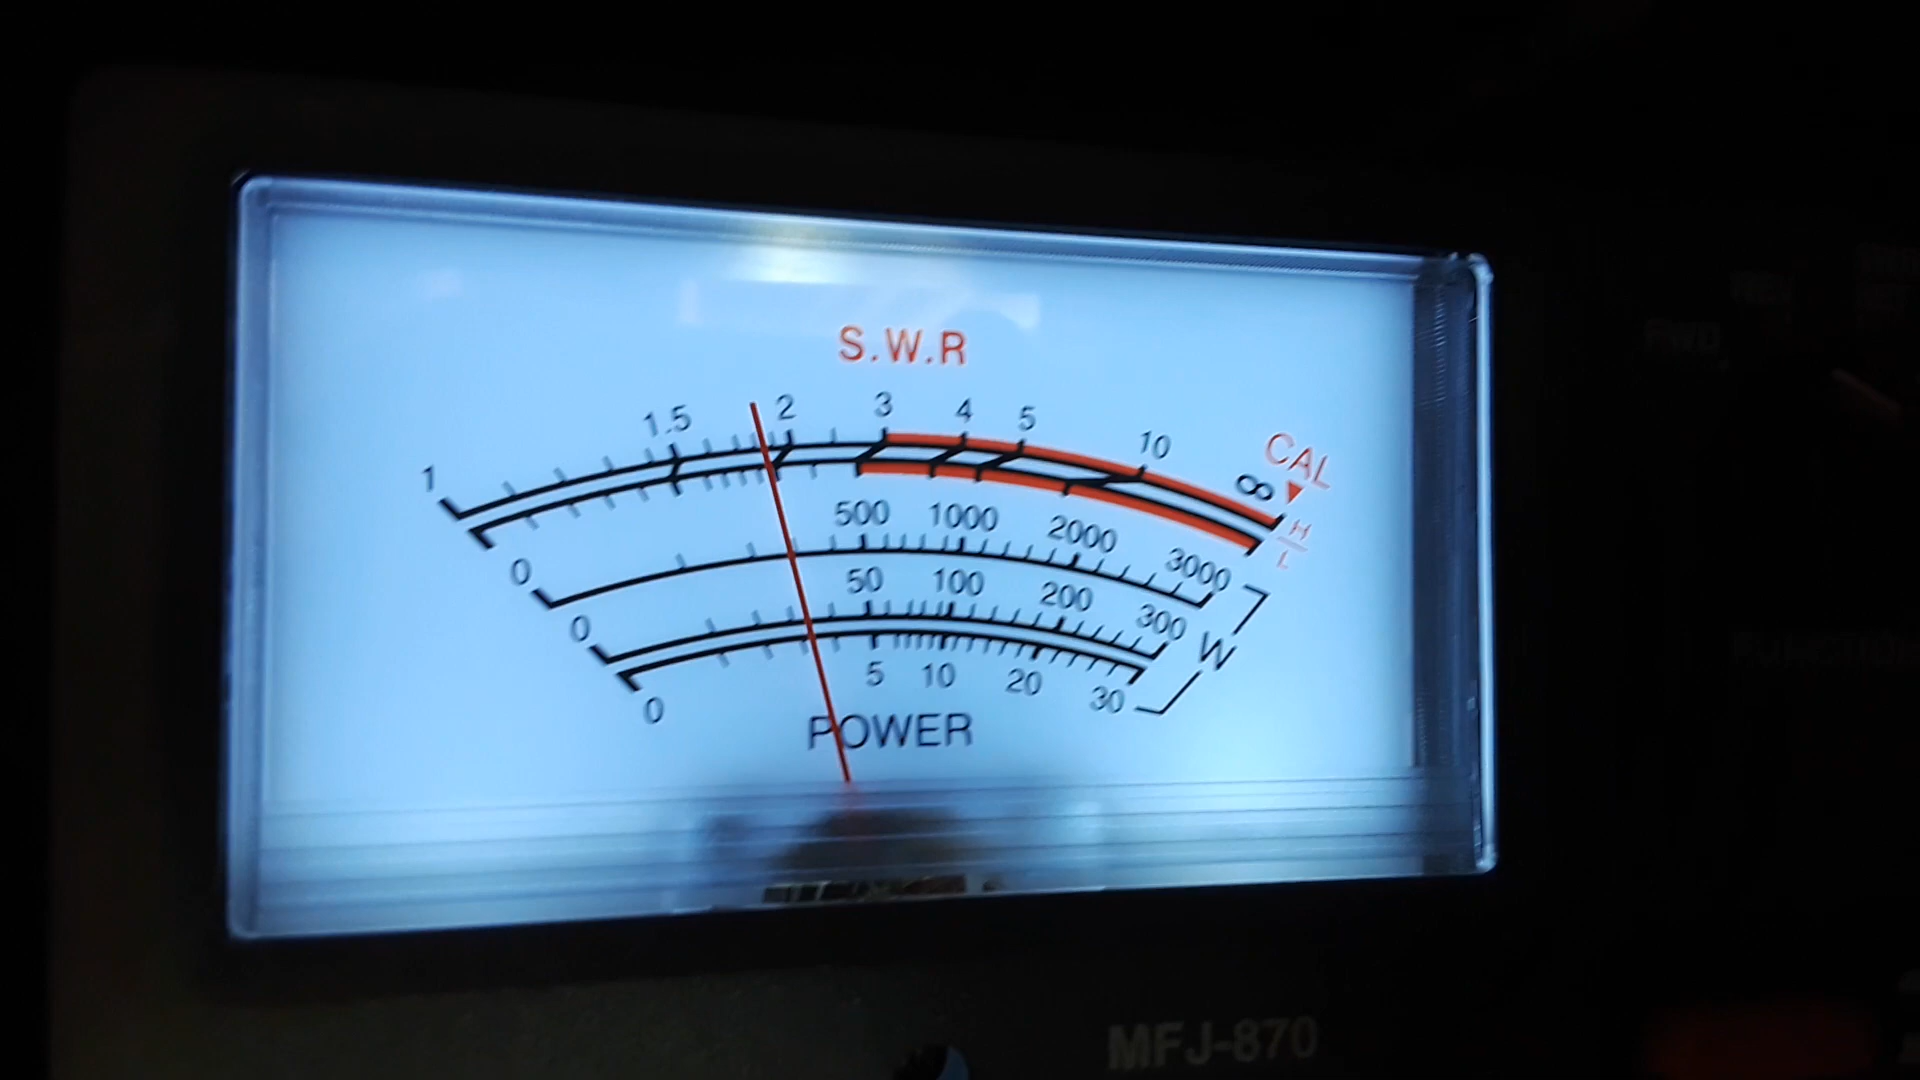 S.W.R
1 1.5 2 3 4 5 10 ∞ CAL
H
L
0 500 1000 2000 3000
0 50 100 200 300 W
0 5 10 20 30
POWER
MFJ-870